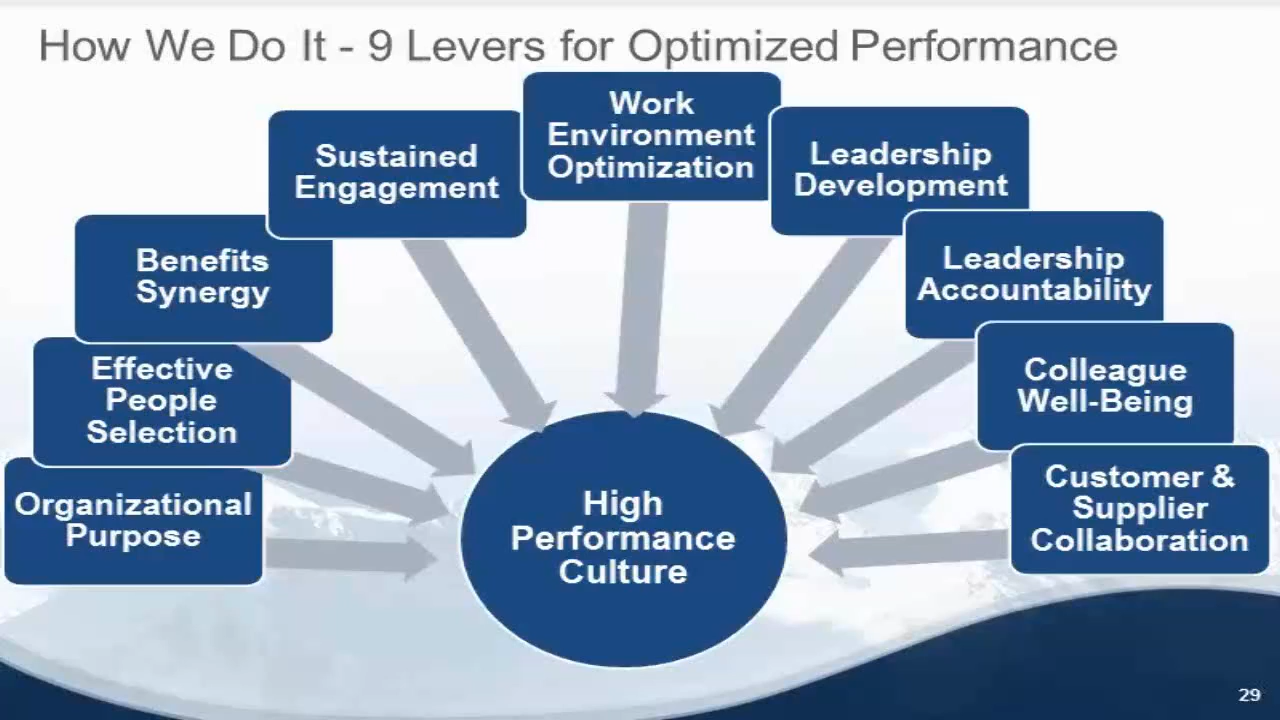 How We Do It - 9 Levers for Optimized Performance
Work
Environment
Optimization
Sustained
Engagement
Leadership
Development
Benefits
Synergy
Leadership
Accountability
Effective
People
Selection
Colleague
Well-Being
Organizational
Purpose
Customer &
Supplier
Collaboration
High
Performance
Culture
29